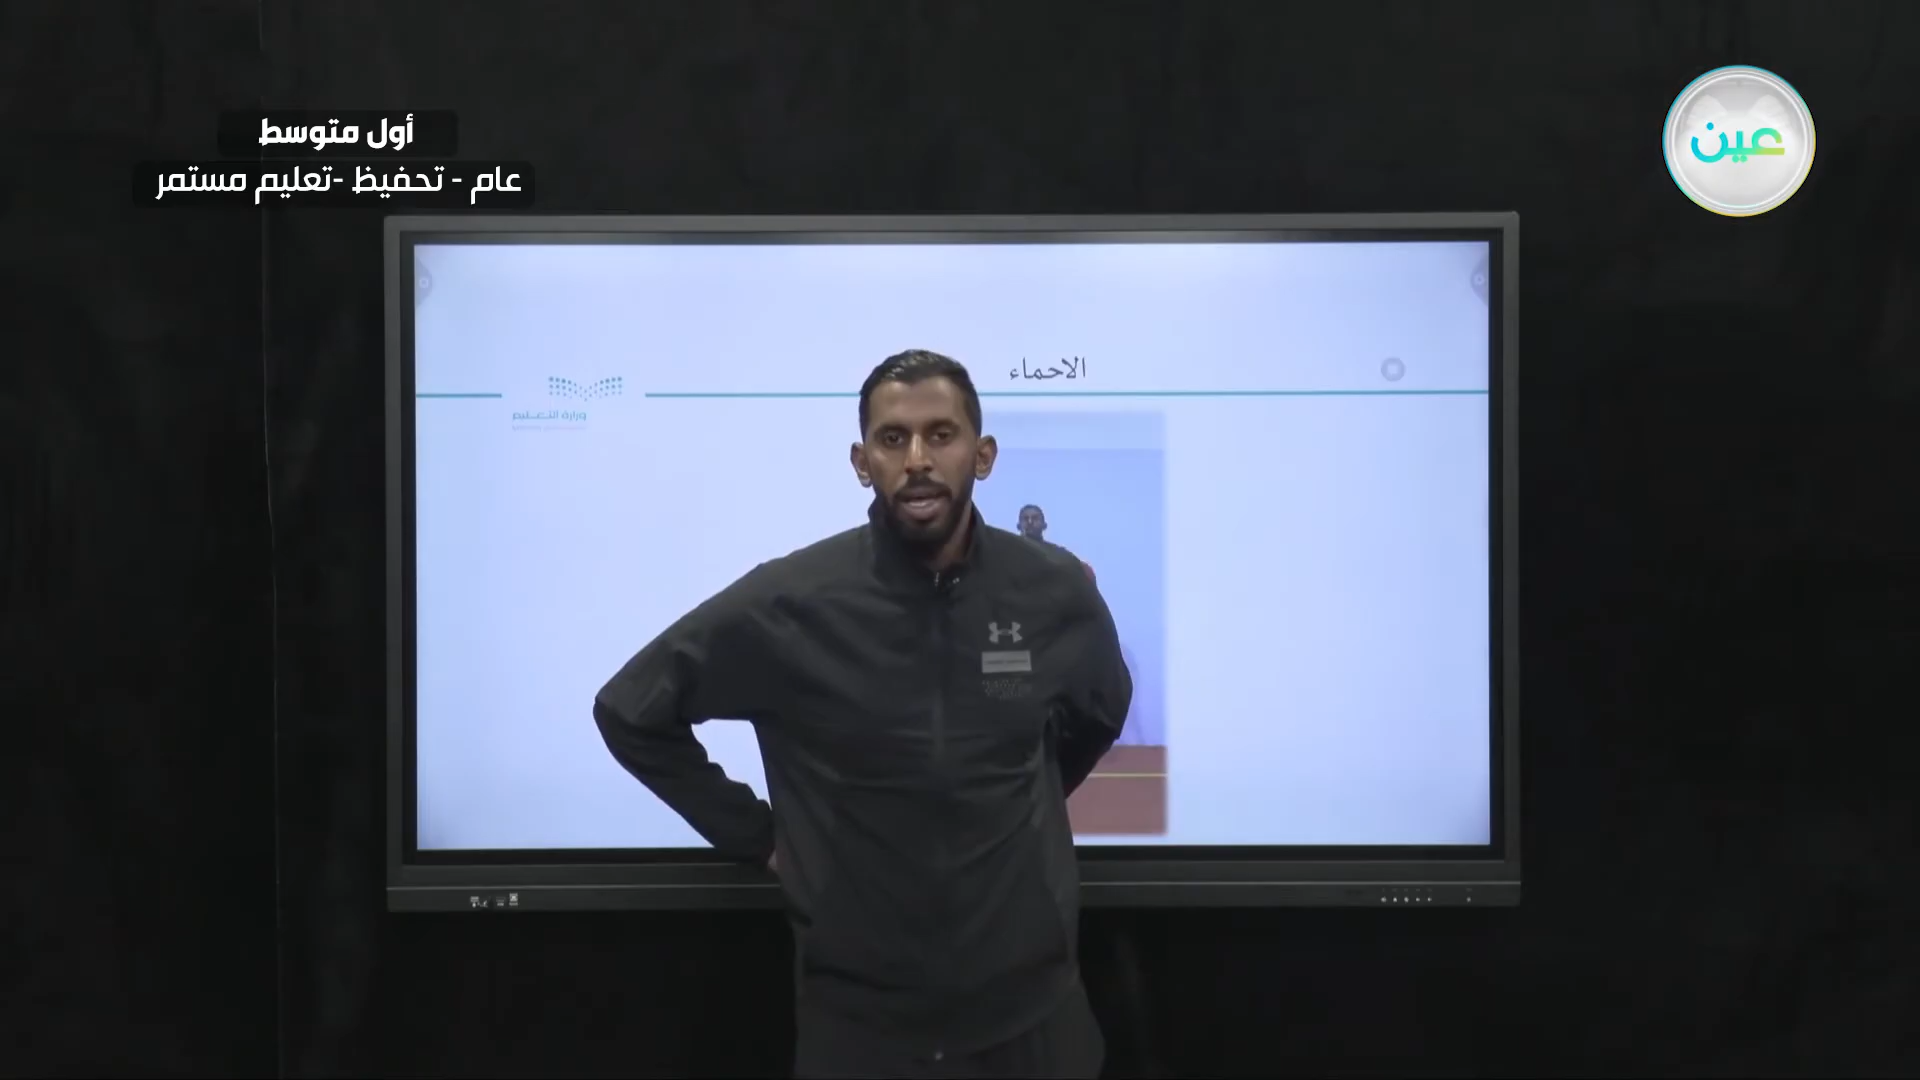 أول متوسط
عام - تحفيظ -تعليم مستمر
عين
الاحماء
وزارة التعليم